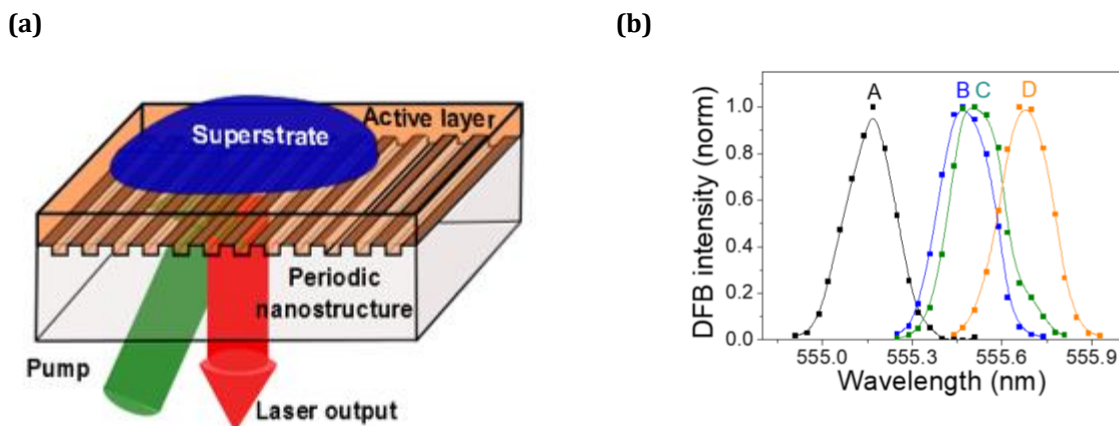 (a)
(b)
Superstrate
Active layer
Periodic
nanostructure
Pump
Laser output
A
B
C
D
1.0
0.8
0.6
0.4
0.2
0.0
DFB intensity (norm)
555.0
555.3
555.6
555.9
Wavelength (nm)